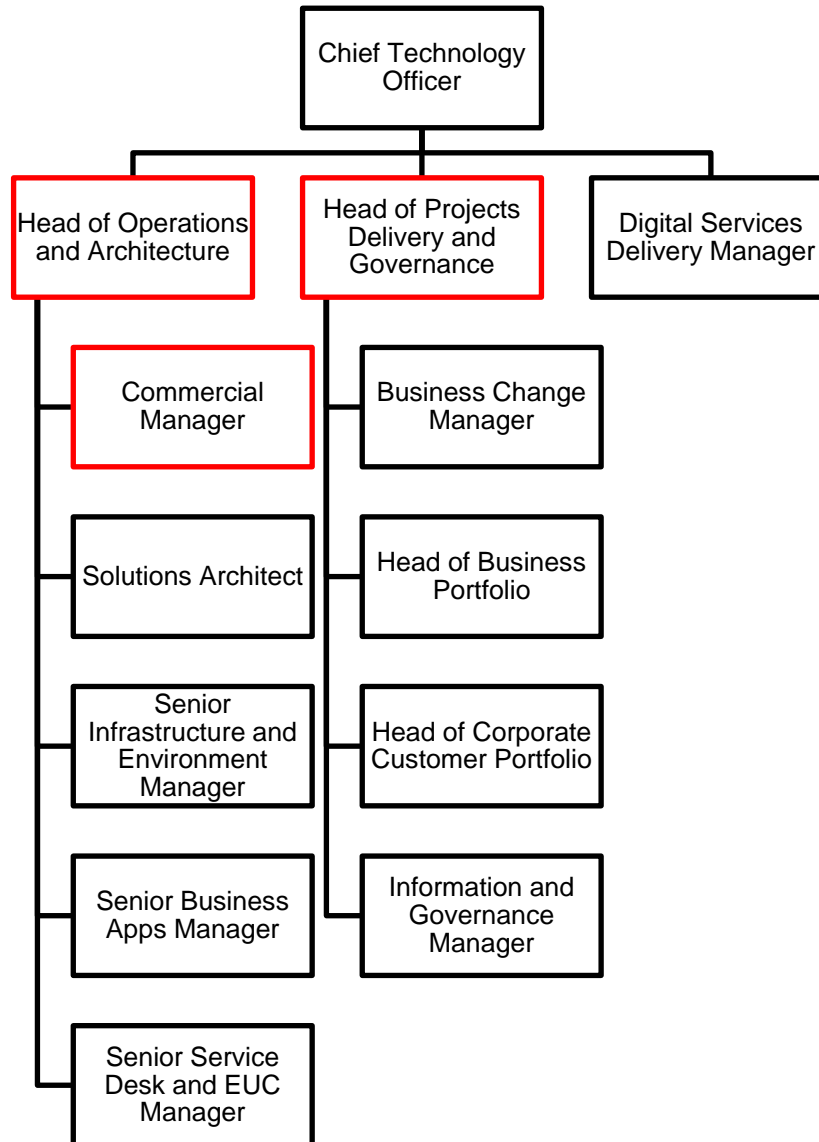 Chief Technology
Officer
Head of Operations
and Architecture
Head of Projects
Delivery and
Governance
Digital Services
Delivery Manager
Commercial
Manager
Business Change
Manager
Solutions Architect
Head of Business
Portfolio
Senior
Infrastructure and
Environment
Manager
Head of Corporate
Customer Portfolio
Senior Business
Apps Manager
Information and
Governance
Manager
Senior Service
Desk and EUC
Manager